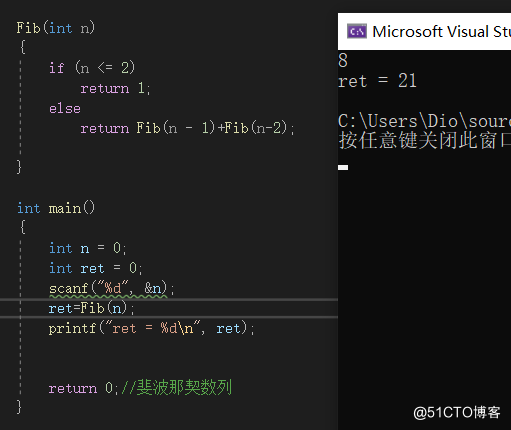 Fib(int n)
{
if (n <= 2)
return 1;
else
return Fib(n - 1)+Fib(n-2);
}
int main()
{
int n = 0;
int ret = 0;
scanf("%d", &n);
ret=Fib(n);
printf("ret = %d\n", ret);
return 0;//斐波那契数列
}
Microsoft Visual Stu
8
ret = 21
C:\Users\Dio\sourc
按任意键关闭此窗口
@51CTO博客